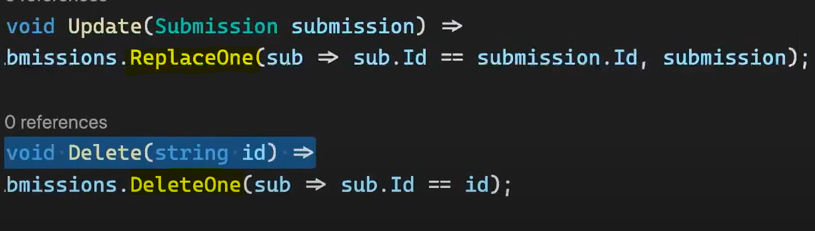 void Update(Submission submission) =>
bmissions.ReplaceOne(sub => sub.Id == submission.Id, submission);
0 references
void Delete(string id) =>
bmissions.DeleteOne(sub => sub.Id == id);